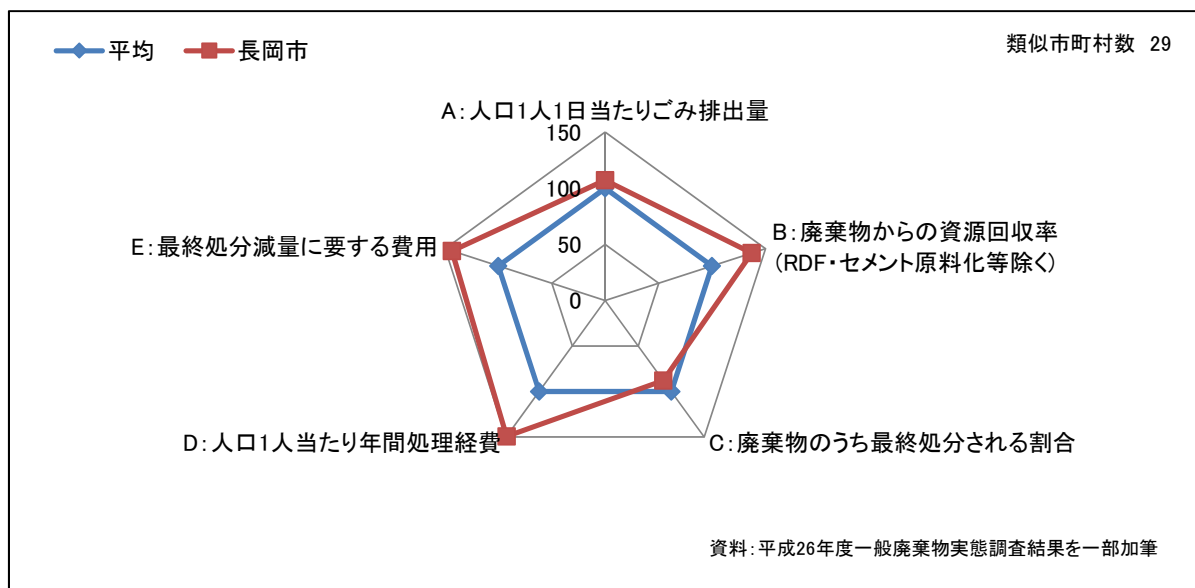 平均 長岡市
類似市町村数 29
A：人口1人1日当たりごみ排出量
150
100
50
0
B：廃棄物からの資源回収率
（RDF・セメント原料化等除く）
E：最終処分減量に要する費用
D：人口1人当たり年間処理経費
C：廃棄物のうち最終処分される割合
資料：平成26年度一般廃棄物実態調査結果を一部加筆